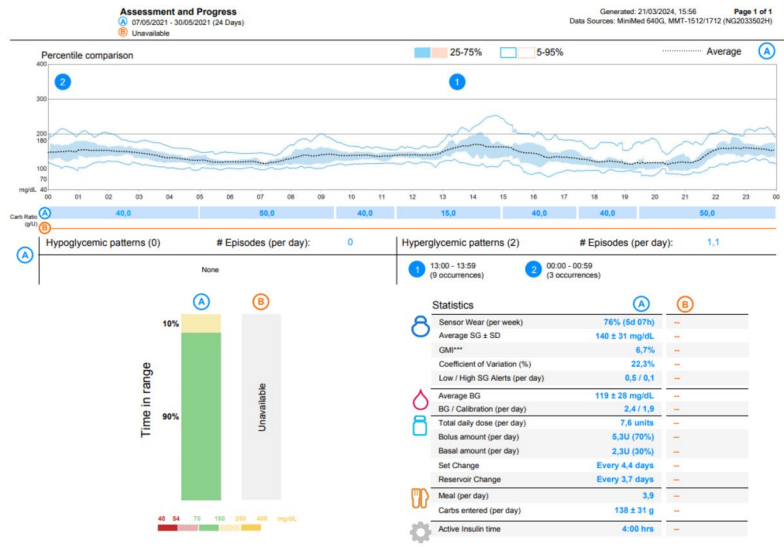 Assessment and Progress
A 07/05/2021 - 30/05/2021 (24 Days)
B Unavailable
Generated: 21/03/2024, 15:56 Page 1 of 1
Data Sources: MiniMed 640G, MMT-1512/1712 (NG2033502H)
Percentile comparison
25-75% 5-95% Average A
400
2 1
300
200
180
100
70
mg/dL 40
00 01 02 03 04 05 06 07 08 09 10 11 12 13 14 15 16 17 18 19 20 21 22 23 00
Carb Ratio (g/U)
A 40,0 50,0 40,0 15,0 40,0 40,0 50,0
B
A
Hypoglycemic patterns (0) # Episodes (per day): 0
None
Hyperglycemic patterns (2) # Episodes (per day): 1,1
1 13:00 - 13:59 (9 occurrences)
2 00:00 - 00:59 (3 occurrences)
A B
10%
Time in range
90%
Unavailable
40 54 70 180 250 400 mg/dL
Statistics A B
Sensor Wear (per week) 76% (5d 07h) --
Average SG ± SD 140 ± 31 mg/dL --
GMI*** 6,7% --
Coefficient of Variation (%) 22,3% --
Low / High SG Alerts (per day) 0,5 / 0,1 --
Average BG 119 ± 28 mg/dL --
BG / Calibration (per day) 2,4 / 1,9 --
Total daily dose (per day) 7,6 units --
Bolus amount (per day) 5,3U (70%) --
Basal amount (per day) 2,3U (30%) --
Set Change Every 4,4 days --
Reservoir Change Every 3,7 days --
Meal (per day) 3,9 --
Carbs entered (per day) 138 ± 31 g --
Active Insulin time 4:00 hrs --